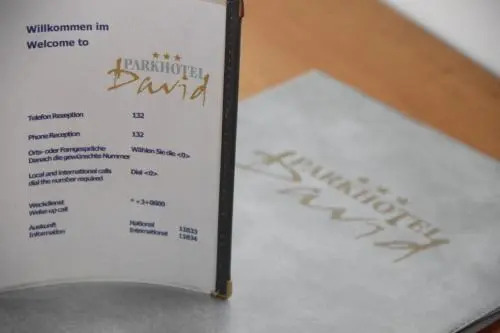 Willkommen im
Welcome to
★★★
PARKHOTEL
David
Telefon Rezeption 132
Phone Reception 132
Orts- oder Ferngespräche Wählen Sie die <0>
Danach die gewünschte Nummer
Local and international calls Dial <0>
dial the number required
Weckdienst * *3+0600
Wake-up call
Auskunft National 11833
Information International 11834
★★★
PARKHOTEL
David